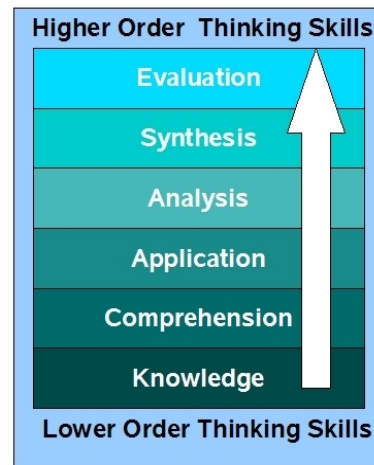 Higher Order Thinking Skills
Evaluation
Synthesis
Analysis
Application
Comprehension
Knowledge
Lower Order Thinking Skills